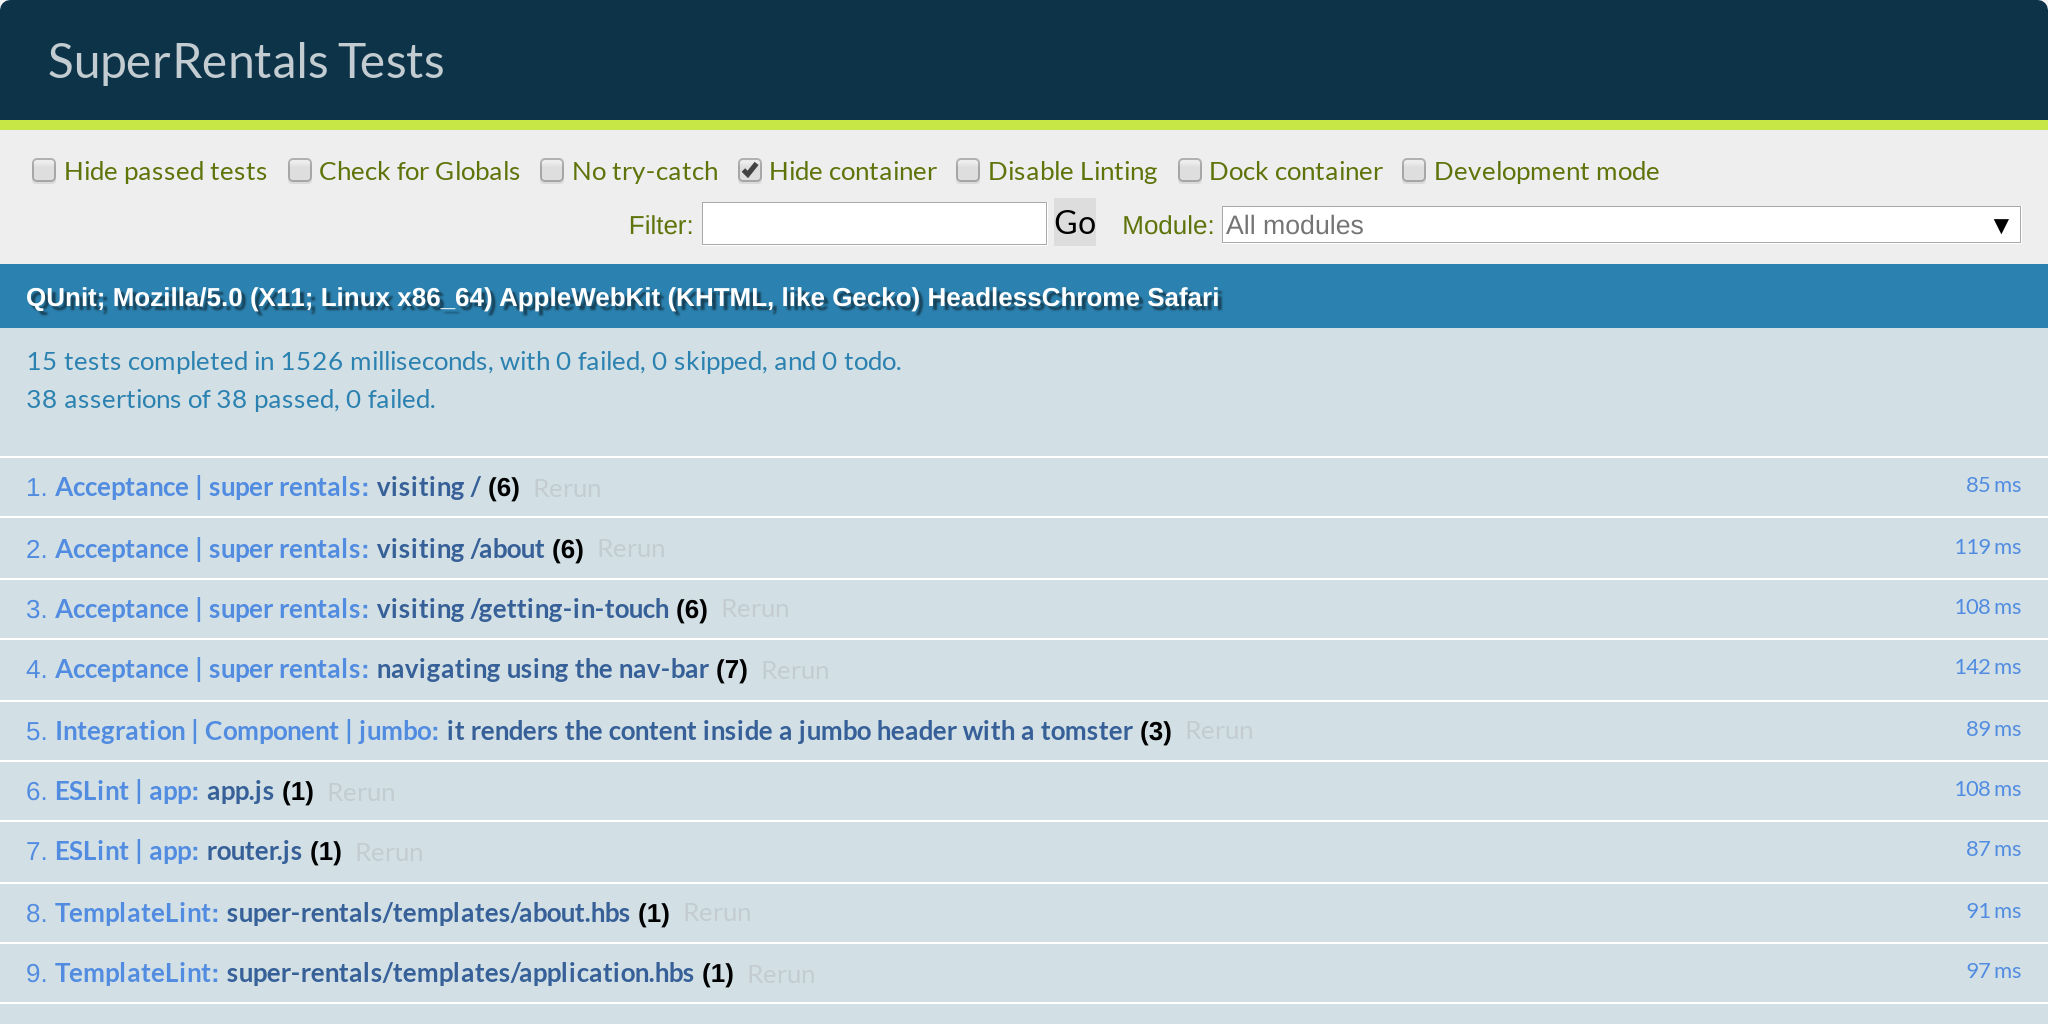 SuperRentals Tests
Hide passed tests Check for Globals No try-catch Hide container Disable Linting Dock container Development mode
Filter: Go Module: All modules ▼
QUnit; Mozilla/5.0 (X11; Linux x86_64) AppleWebKit (KHTML, like Gecko) HeadlessChrome Safari
15 tests completed in 1526 milliseconds, with 0 failed, 0 skipped, and 0 todo.
38 assertions of 38 passed, 0 failed.
1. Acceptance | super rentals: visiting / (6) Rerun 85 ms
2. Acceptance | super rentals: visiting /about (6) Rerun 119 ms
3. Acceptance | super rentals: visiting /getting-in-touch (6) Rerun 108 ms
4. Acceptance | super rentals: navigating using the nav-bar (7) Rerun 142 ms
5. Integration | Component | jumbo: it renders the content inside a jumbo header with a tomster (3) Rerun 89 ms
6. ESLint | app: app.js (1) Rerun 108 ms
7. ESLint | app: router.js (1) Rerun 87 ms
8. TemplateLint: super-rentals/templates/about.hbs (1) Rerun 91 ms
9. TemplateLint: super-rentals/templates/application.hbs (1) Rerun 97 ms